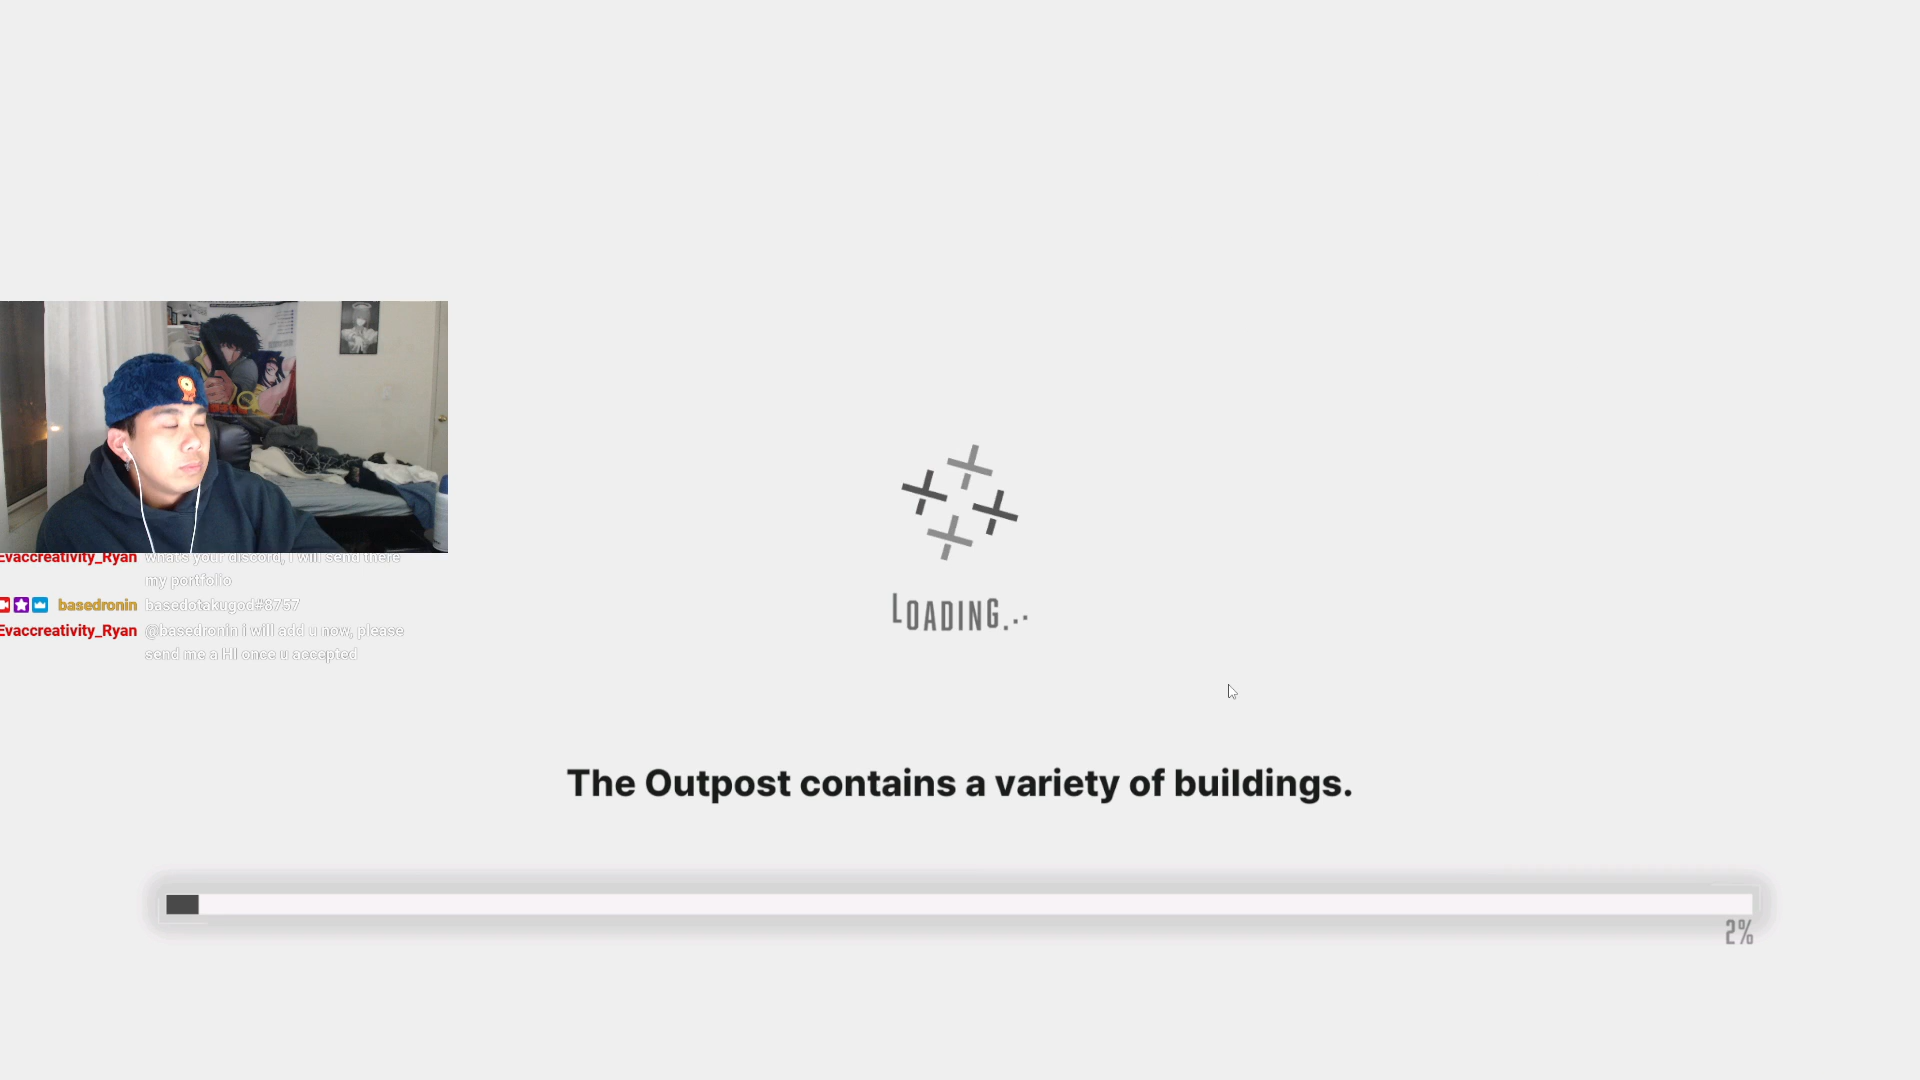 Evaccreativity_Ryan what's your discord, i will send there
my portfolio
basedronin basedotakugod#8757
Evaccreativity_Ryan @basedronin i will add u now, please
send me a HI once u accepted
LOADING...
The Outpost contains a variety of buildings.
2%